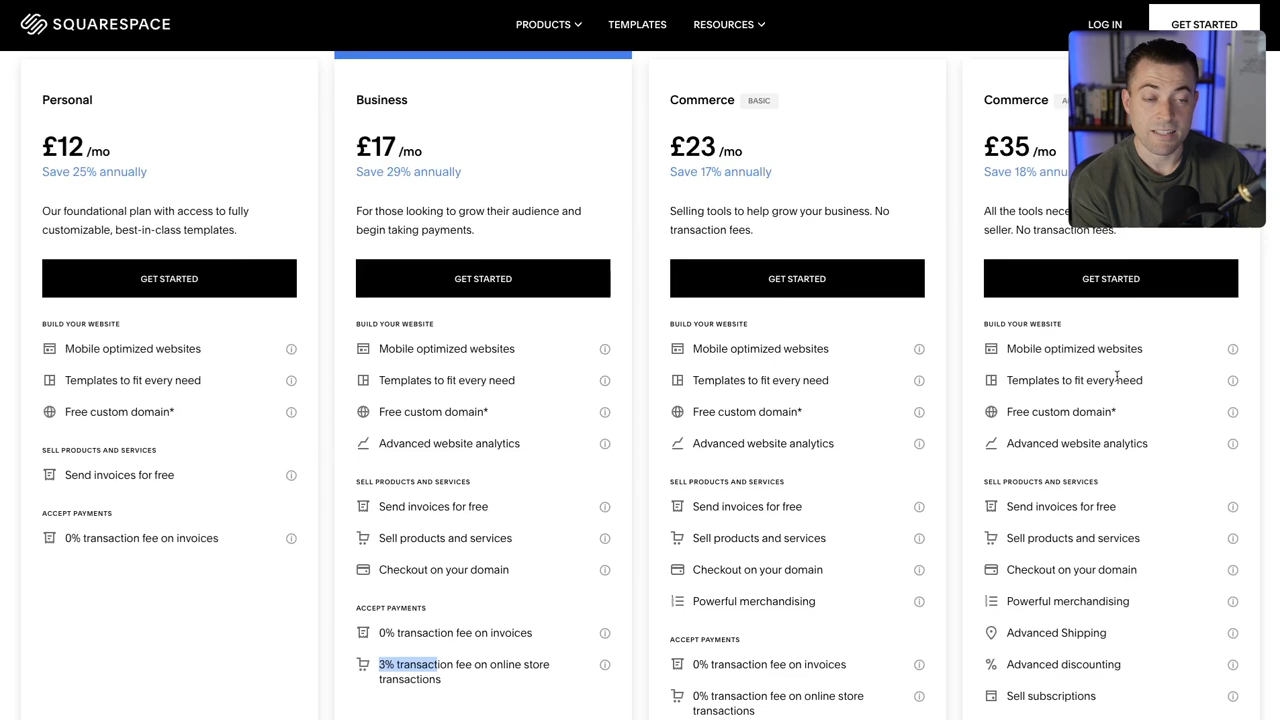 SQUARESPACE
PRODUCTS
TEMPLATES
RESOURCES
LOG IN
GET STARTED
Personal
£12 /mo
Save 25% annually
Our foundational plan with access to fully
customizable, best-in-class templates.
GET STARTED
BUILD YOUR WEBSITE
Mobile optimized websites
Templates to fit every need
Free custom domain*
SELL PRODUCTS AND SERVICES
Send invoices for free
ACCEPT PAYMENTS
0% transaction fee on invoices
Business
£17 /mo
Save 29% annually
For those looking to grow their audience and
begin taking payments.
GET STARTED
BUILD YOUR WEBSITE
Mobile optimized websites
Templates to fit every need
Free custom domain*
Advanced website analytics
SELL PRODUCTS AND SERVICES
Send invoices for free
Sell products and services
Checkout on your domain
ACCEPT PAYMENTS
0% transaction fee on invoices
3% transaction fee on online store
transactions
Commerce BASIC
£23 /mo
Save 17% annually
Selling tools to help grow your business. No
transaction fees.
GET STARTED
BUILD YOUR WEBSITE
Mobile optimized websites
Templates to fit every need
Free custom domain*
Advanced website analytics
SELL PRODUCTS AND SERVICES
Send invoices for free
Sell products and services
Checkout on your domain
Powerful merchandising
ACCEPT PAYMENTS
0% transaction fee on invoices
0% transaction fee on online store
transactions
Commerce
£35 /mo
Save 18%
All the tools
seller. No transaction fees.
GET STARTED
BUILD YOUR WEBSITE
Mobile optimized websites
Templates to fit every need
Free custom domain*
Advanced website analytics
SELL PRODUCTS AND SERVICES
Send invoices for free
Sell products and services
Checkout on your domain
Powerful merchandising
Advanced Shipping
Advanced discounting
Sell subscriptions